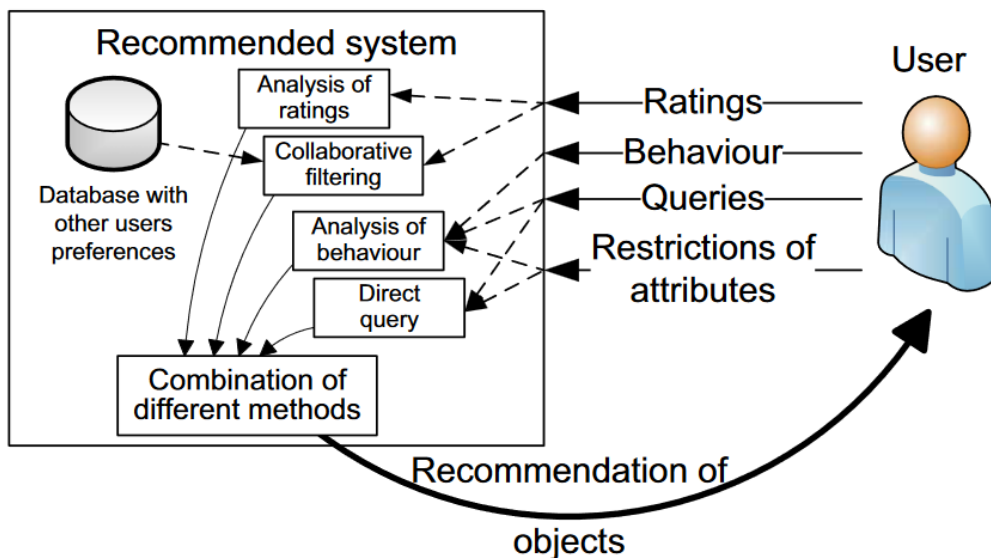 Recommended system
Analysis of
ratings
Collaborative
filtering
Database with
other users
preferences
Analysis of
behaviour
Direct
query
Combination of
different methods
User
Ratings
Behaviour
Queries
Restrictions of
attributes
Recommendation of
objects